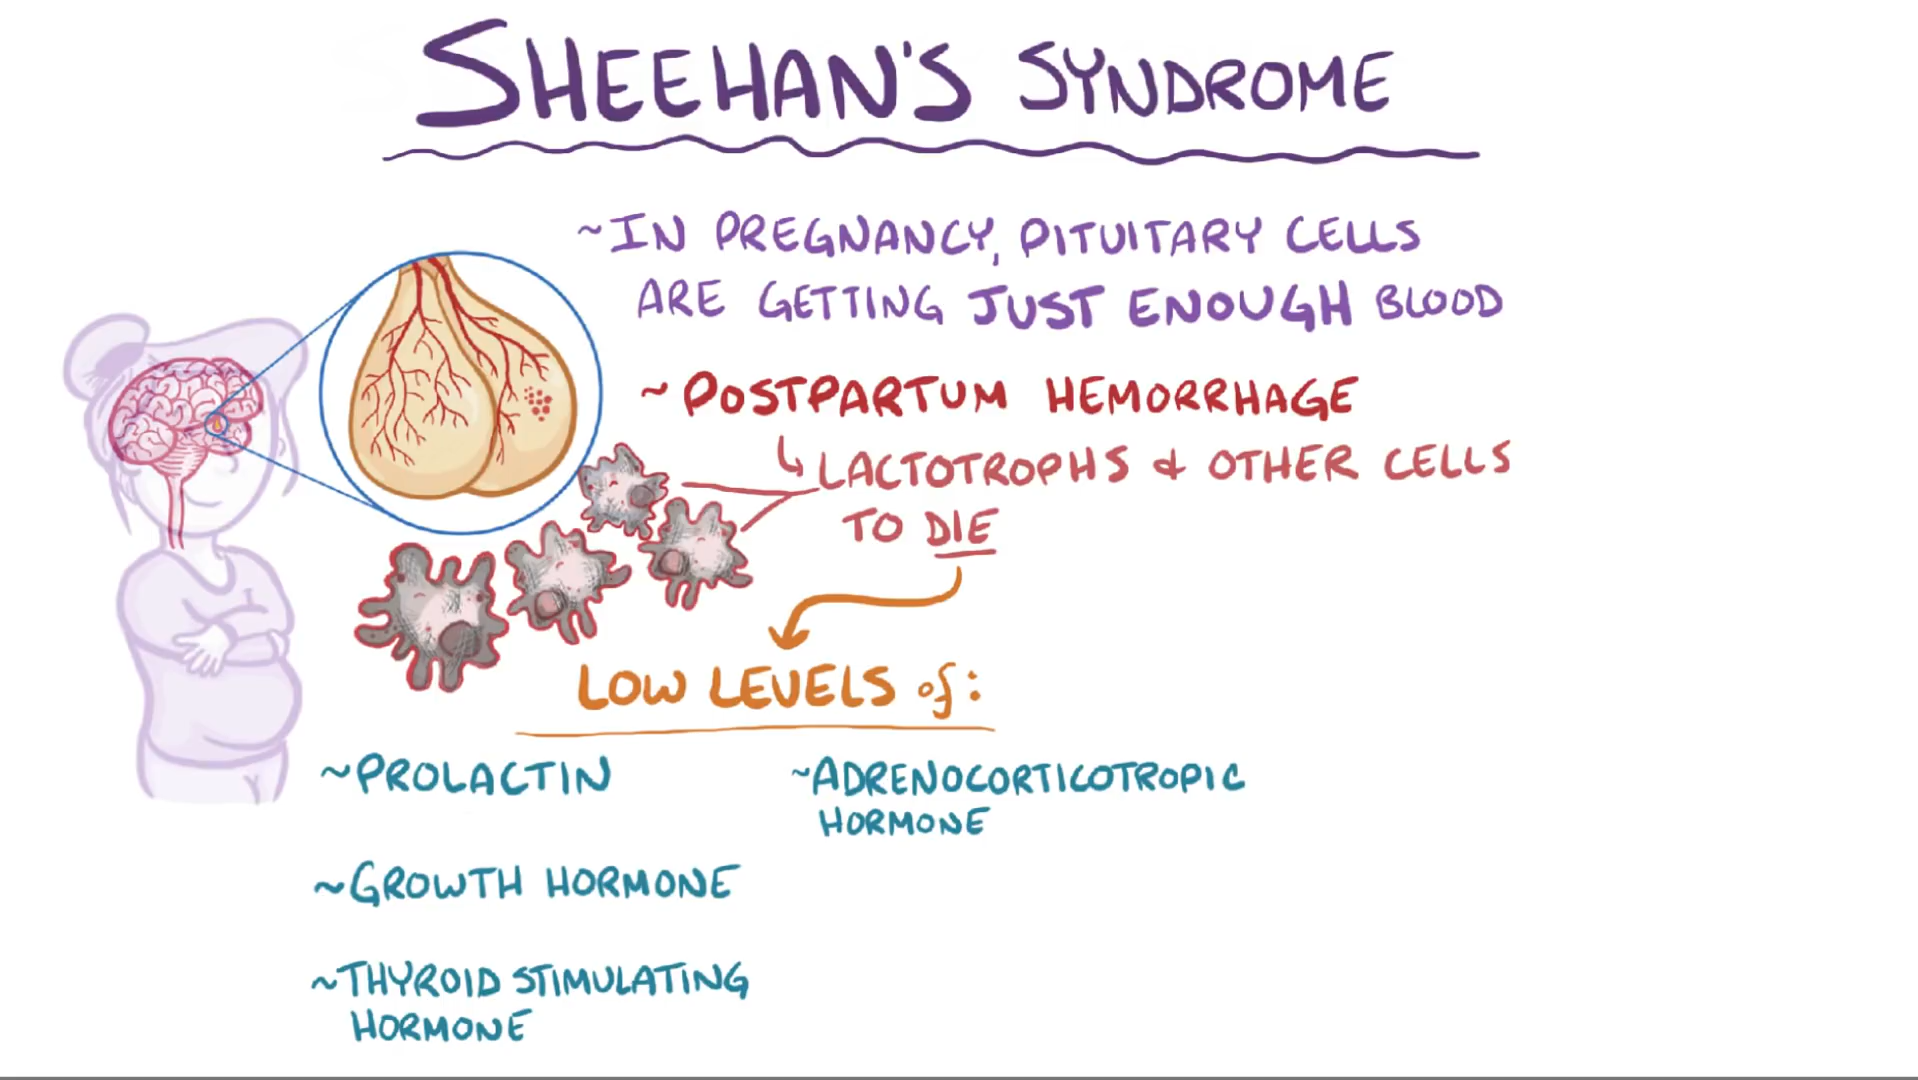 SHEEHAN'S SYNDROME
~IN PREGNANCY, PITUITARY CELLS
ARE GETTING JUST ENOUGH BLOOD
~ POSTPARTUM HEMORRHAGE
↳ LACTOTROPHS & OTHER CELLS
TO DIE
LOW LEVELS of:
~PROLACTIN
~GROWTH HORMONE
~THYROID STIMULATING
HORMONE
~ADRENOCORTICOTROPIC
HORMONE